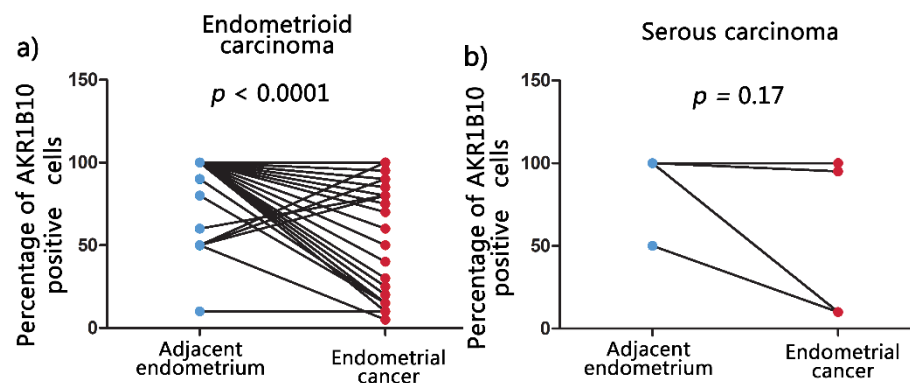 a)
Endometrioid
carcinoma
p < 0.0001
Percentage of AKR1B10
positive cells
150
100
50
0
Adjacent
endometrium
Endometrial
cancer
b)
Serous carcinoma
p = 0.17
Percentage of AKR1B10
positive cells
150
100
50
0
Adjacent
endometrium
Endometrial
cancer